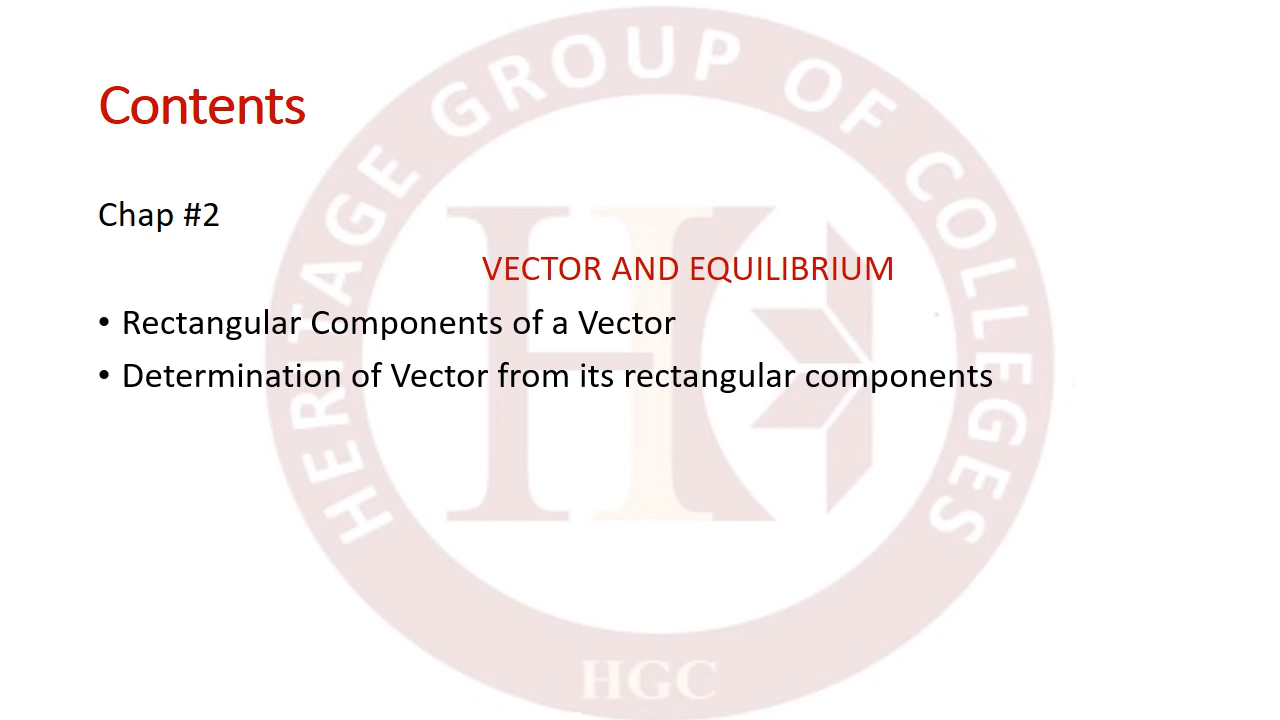 HERITAGE GROUP OF COLLEGES
Contents
Chap #2
VECTOR AND EQUILIBRIUM
• Rectangular Components of a Vector
• Determination of Vector from its rectangular components
HGC